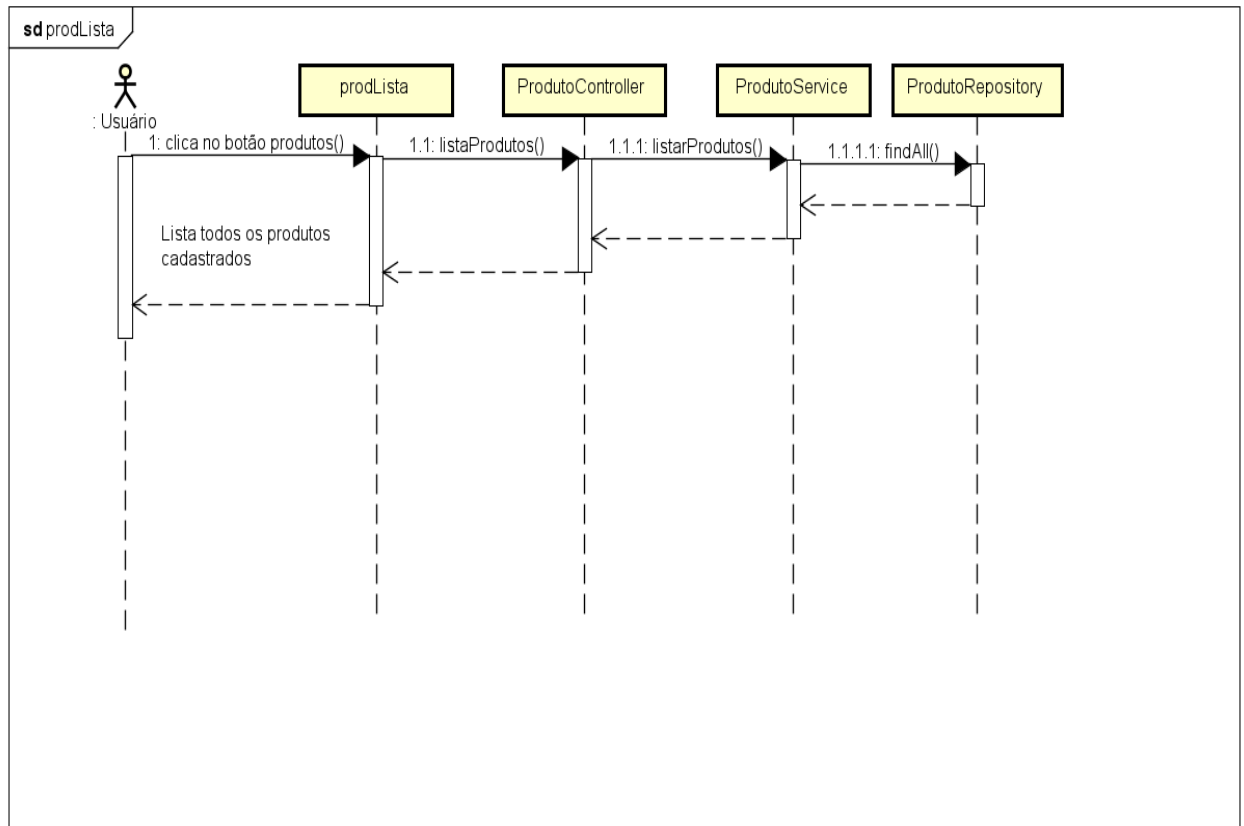 sd prodLista
prodLista
ProdutoController
ProdutoService
ProdutoRepository
: Usuário
1: clica no botão produtos()
1.1: listaProdutos()
1.1.1: listarProdutos()
1.1.1.1: findAll()
Lista todos os produtos
cadastrados